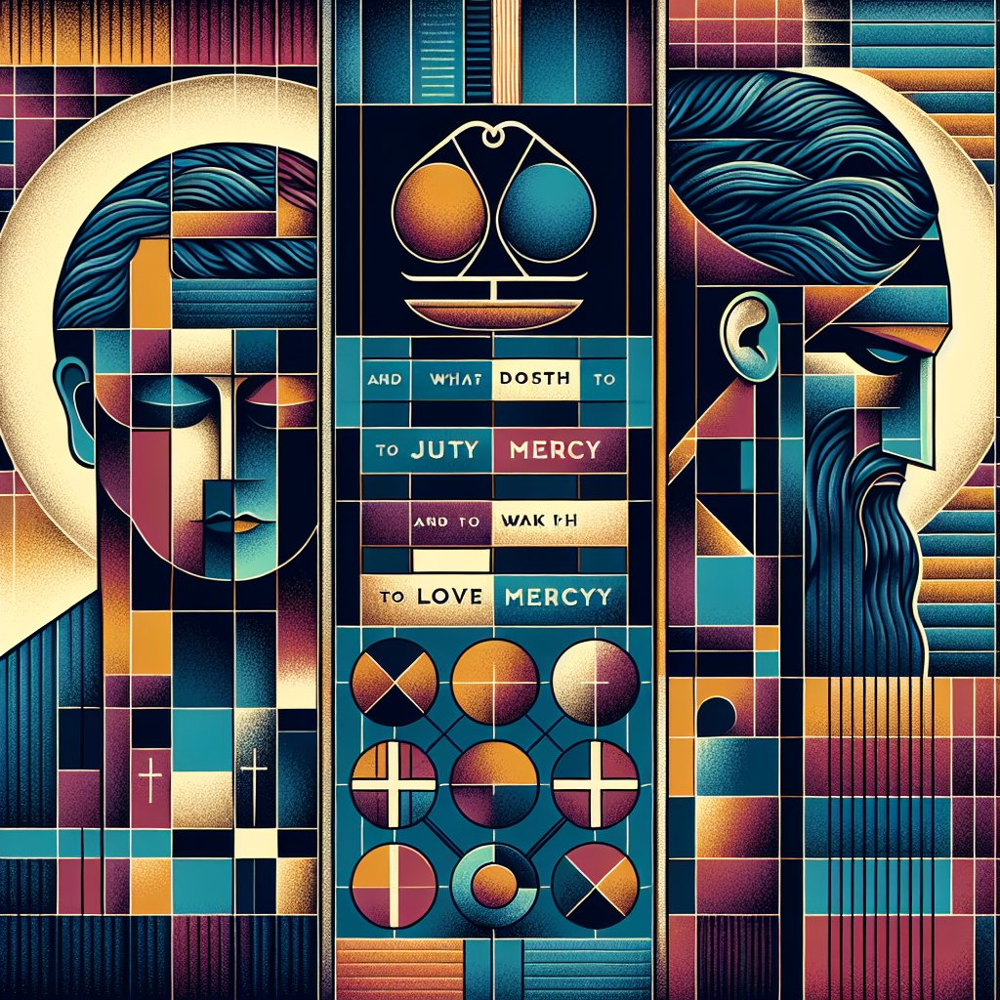 AND WHAT DOSTH TO
TO JUTY MERCY
AND TO WAK
TO LOVE MERCYY